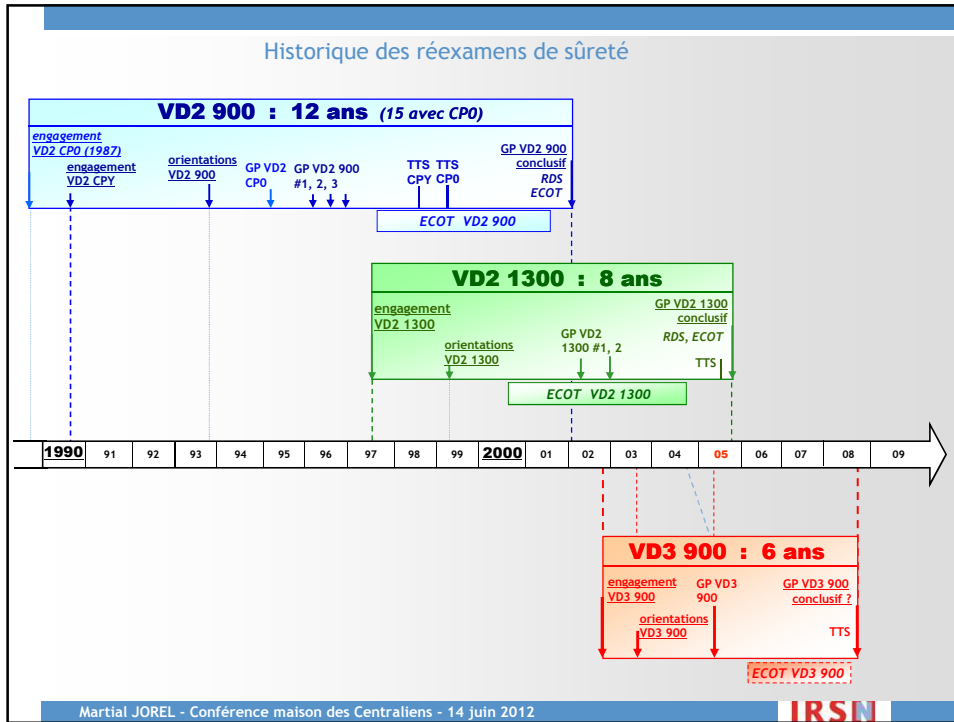 Historique des réexamens de sûreté
VD2 900 : 12 ans (15 avec CP0)
engagement
VD2 CP0 (1987)
engagement
VD2 CPY
orientations
VD2 900
GP VD2
CP0
GP VD2 900
#1, 2, 3
TTS
CPY
TTS
CP0
GP VD2 900
conclusif
RDS
ECOT
ECOT VD2 900
VD2 1300 : 8 ans
engagement
VD2 1300
orientations
VD2 1300
GP VD2
1300 #1, 2
GP VD2 1300
conclusif
RDS, ECOT
TTS
ECOT VD2 1300
1990 91 92 93 94 95 96 97 98 99 2000 01 02 03 04 05 06 07 08 09
VD3 900 : 6 ans
engagement
VD3 900
orientations
VD3 900
GP VD3
900
GP VD3 900
conclusif ?
TTS
ECOT VD3 900
Martial JOREL - Conférence maison des Centraliens - 14 juin 2012
IRSN